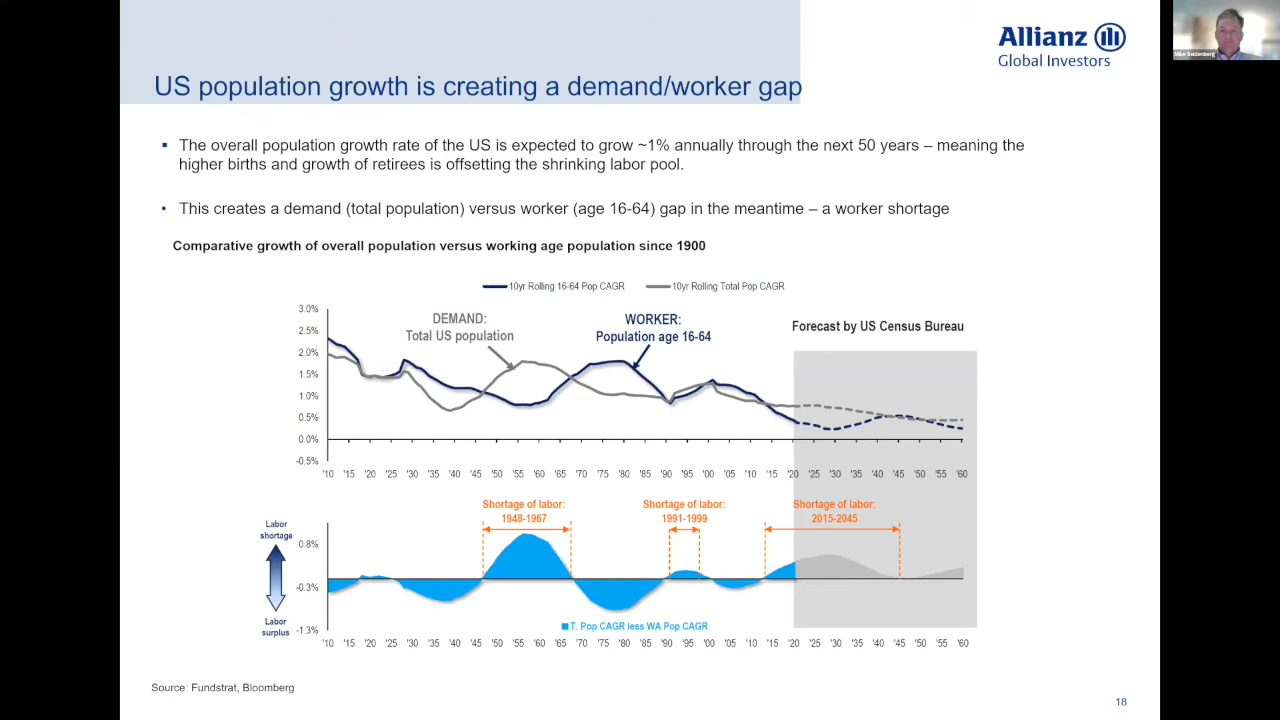 Allianz
Global Investors
Mike Seidenberg
US population growth is creating a demand/worker gap
▪ The overall population growth rate of the US is expected to grow ~1% annually through the next 50 years – meaning the
higher births and growth of retirees is offsetting the shrinking labor pool.
• This creates a demand (total population) versus worker (age 16-64) gap in the meantime – a worker shortage
Comparative growth of overall population versus working age population since 1900
10yr Rolling 16-64 Pop CAGR 10yr Rolling Total Pop CAGR
3.0%
2.5%
2.0%
1.5%
1.0%
0.5%
0.0%
-0.5%
DEMAND:
Total US population
WORKER:
Population age 16-64
Forecast by US Census Bureau
'10 '15 '20 '25 '30 '35 '40 '45 '50 '55 '60 '65 '70 '75 '80 '85 '90 '95 '00 '05 '10 '15 '20 '25 '30 '35 '40 '45 '50 '55 '60
Shortage of labor:
1948-1967
Shortage of labor:
1991-1999
Shortage of labor:
2015-2045
Labor
shortage
Labor
surplus
0.8%
-0.3%
-1.3%
T. Pop CAGR less WA Pop CAGR
'10 '15 '20 '25 '30 '35 '40 '45 '50 '55 '60 '65 '70 '75 '80 '85 '90 '95 '00 '05 '10 '15 '20 '25 '30 '35 '40 '45 '50 '55 '60
Source: Fundstrat, Bloomberg
18